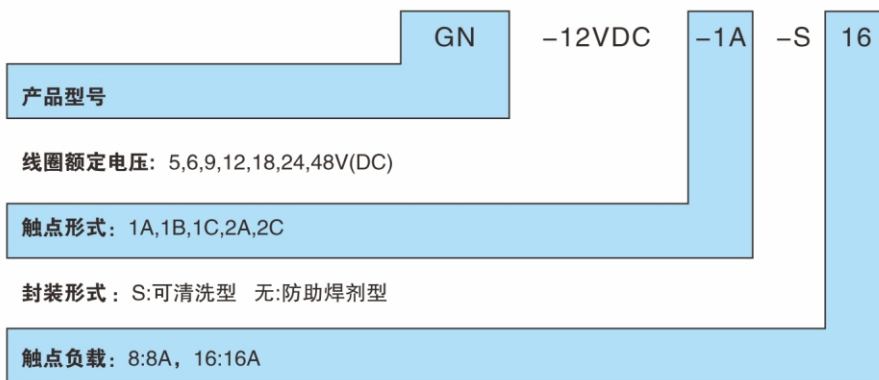 GN -12VDC -1A -S 16
产品型号
线圈额定电压: 5,6,9,12,18,24,48V(DC)
触点形式: 1A,1B,1C,2A,2C
封装形式: S:可清洗型 无:防助焊剂型
触点负载: 8:8A, 16:16A